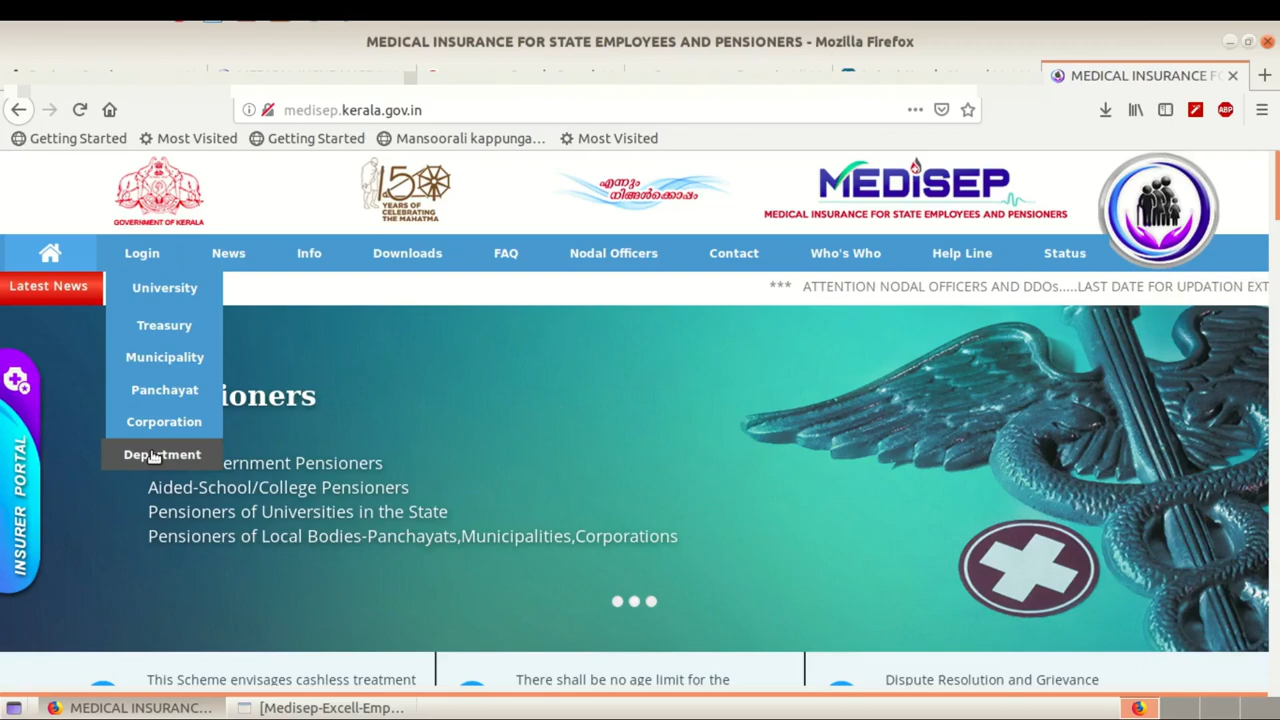 MEDICAL INSURANCE FOR STATE EMPLOYEES AND PENSIONERS - Mozilla Firefox
MEDICAL INSURANCE FO
medisep.kerala.gov.in
ABP
Getting Started Most Visited Getting Started Mansoorali kappunga... Most Visited
GOVERNMENT OF KERALA
150
YEARS OF
CELEBRATING
THE MAHATMA
എന്നും
നിങ്ങൾക്കൊപ്പം
MEDiSEP
MEDICAL INSURANCE FOR STATE EMPLOYEES AND PENSIONERS
Login News Info Downloads FAQ Nodal Officers Contact Who's Who Help Line Status
Latest News
*** ATTENTION NODAL OFFICERS AND DDOs.....LAST DATE FOR UPDATION EXT
University
Treasury
Municipality
Panchayat
Corporation
Department
ioners
ernment Pensioners
Aided-School/College Pensioners
Pensioners of Universities in the State
Pensioners of Local Bodies-Panchayats,Municipalities,Corporations
INSURER PORTAL
This Scheme envisages cashless treatment
There shall be no age limit for the
Dispute Resolution and Grievance
MEDICAL INSURANC... [Medisep-Excell-Emp...